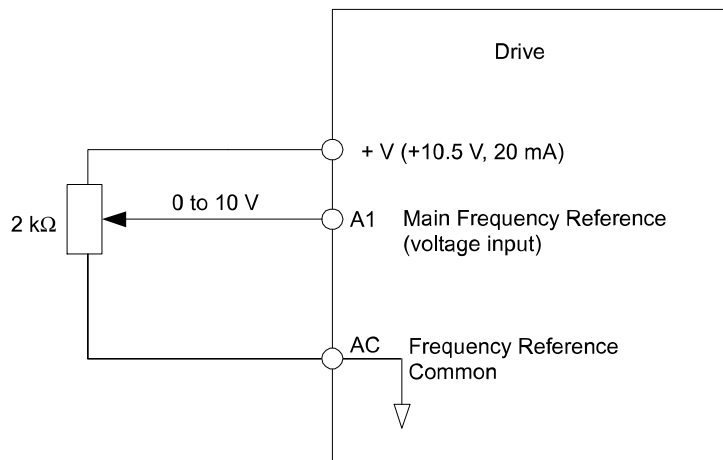 Drive
+ V (+10.5 V, 20 mA)
0 to 10 V
2 kΩ
A1 Main Frequency Reference
(voltage input)
AC Frequency Reference
Common